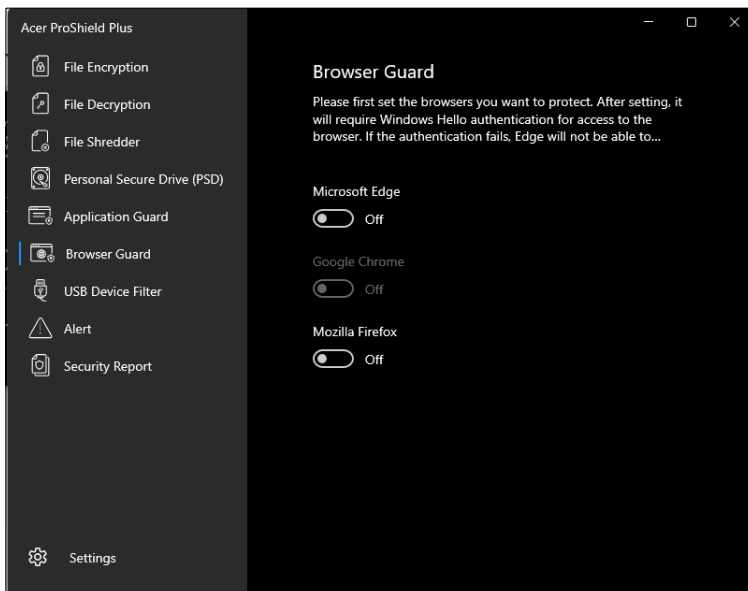 Acer ProShield Plus
File Encryption
File Decryption
File Shredder
Personal Secure Drive (PSD)
Application Guard
Browser Guard
USB Device Filter
Alert
Security Report
Settings
Browser Guard
Please first set the browsers you want to protect. After setting, it
will require Windows Hello authentication for access to the
browser. If the authentication fails, Edge will not be able to...
Microsoft Edge
Off
Google Chrome
Off
Mozilla Firefox
Off